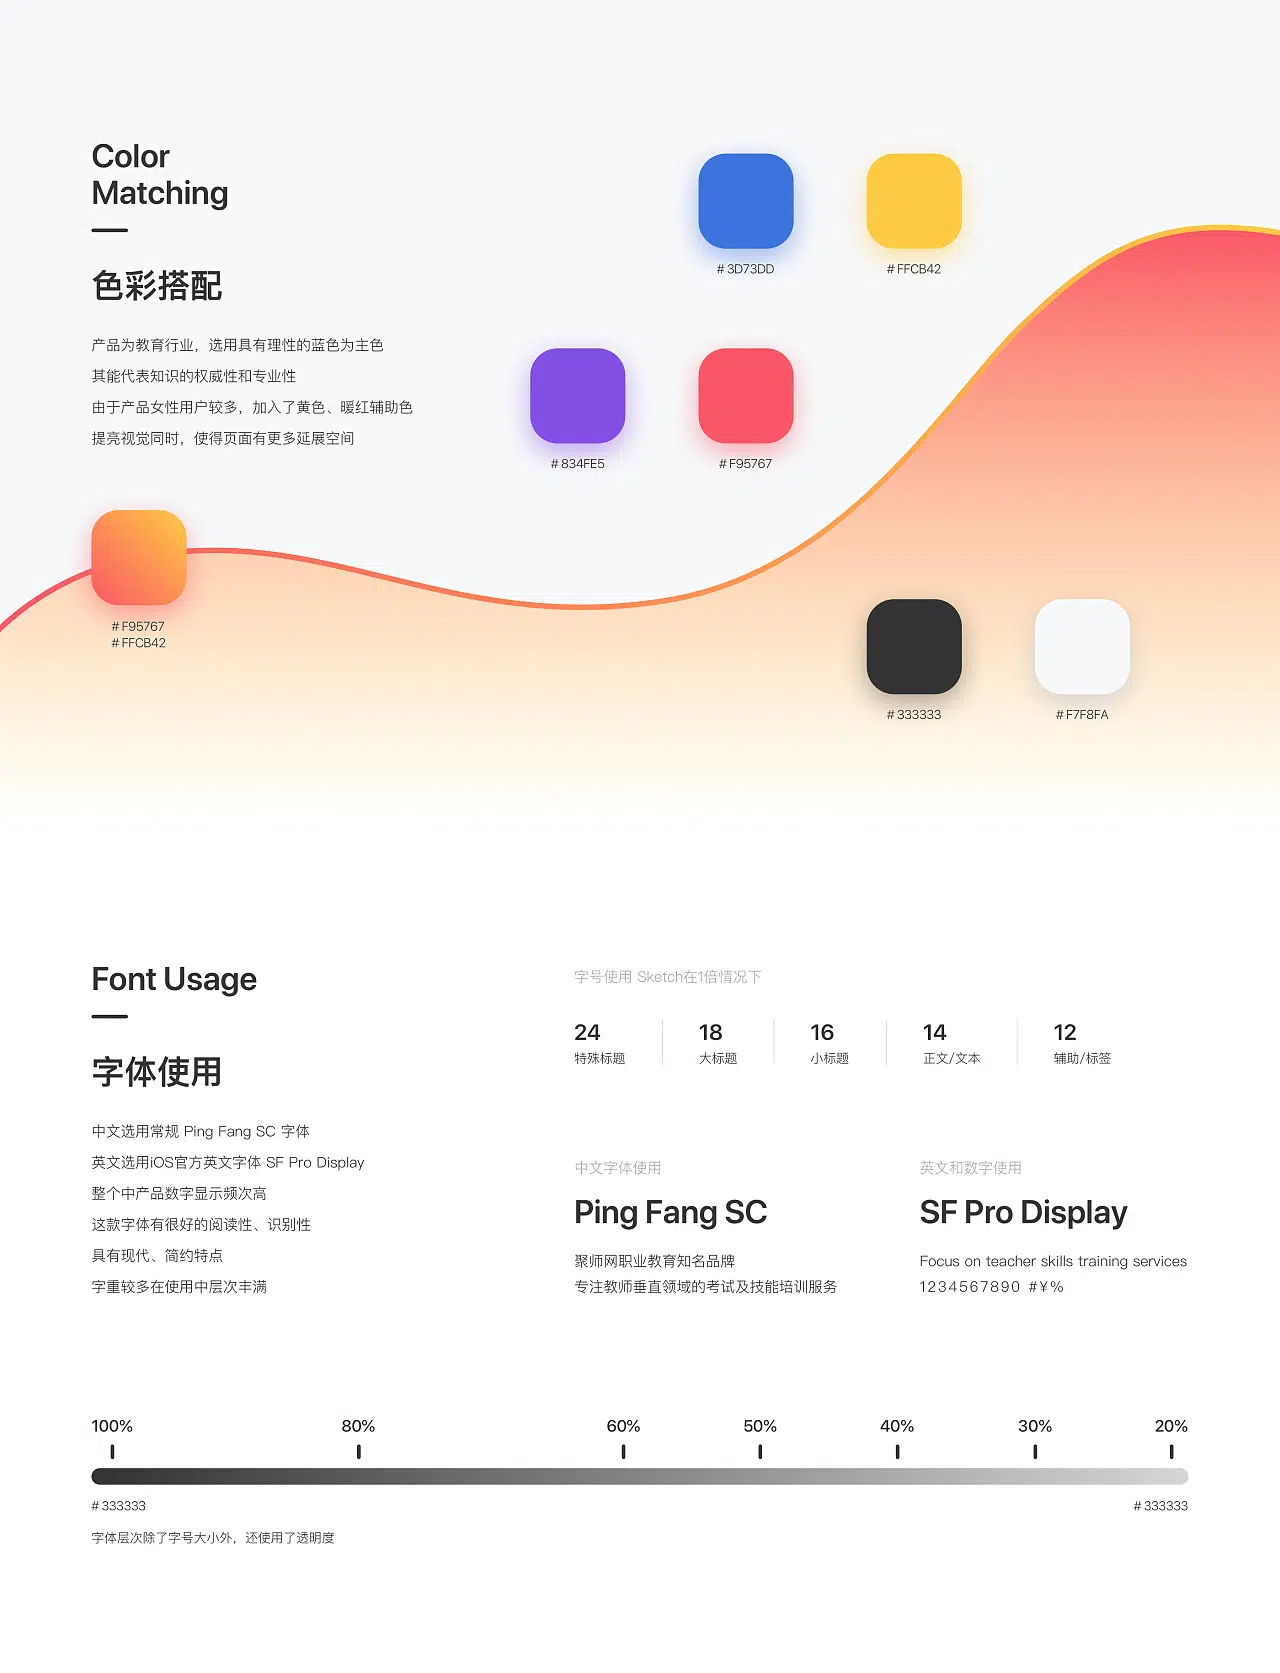 Color
Matching
色彩搭配
产品为教育行业，选用具有理性的蓝色为主色
其能代表知识的权威性和专业性
由于产品女性用户较多，加入了黄色、暖红辅助色
提亮视觉同时，使得页面有更多延展空间
# 3D73DD
# FFCB42
# 834FE5
# F95767
# F95767
# FFCB42
# 333333
# F7F8FA
Font Usage
字体使用
中文选用常规 Ping Fang SC 字体
英文选用iOS官方英文字体 SF Pro Display
整个中产品数字显示频次高
这款字体有很好的阅读性、识别性
具有现代、简约特点
字重较多在使用中层次丰满
字号使用 Sketch在1倍情况下
24 18 16 14 12
特殊标题 大标题 小标题 正文/文本 辅助/标签
中文字体使用
Ping Fang SC
聚师网职业教育知名品牌
专注教师垂直领域的考试及技能培训服务
英文和数字使用
SF Pro Display
Focus on teacher skills training services
1234567890 #¥%
100% 80% 60% 50% 40% 30% 20%
# 333333 # 333333
字体层次除了字号大小外，还使用了透明度